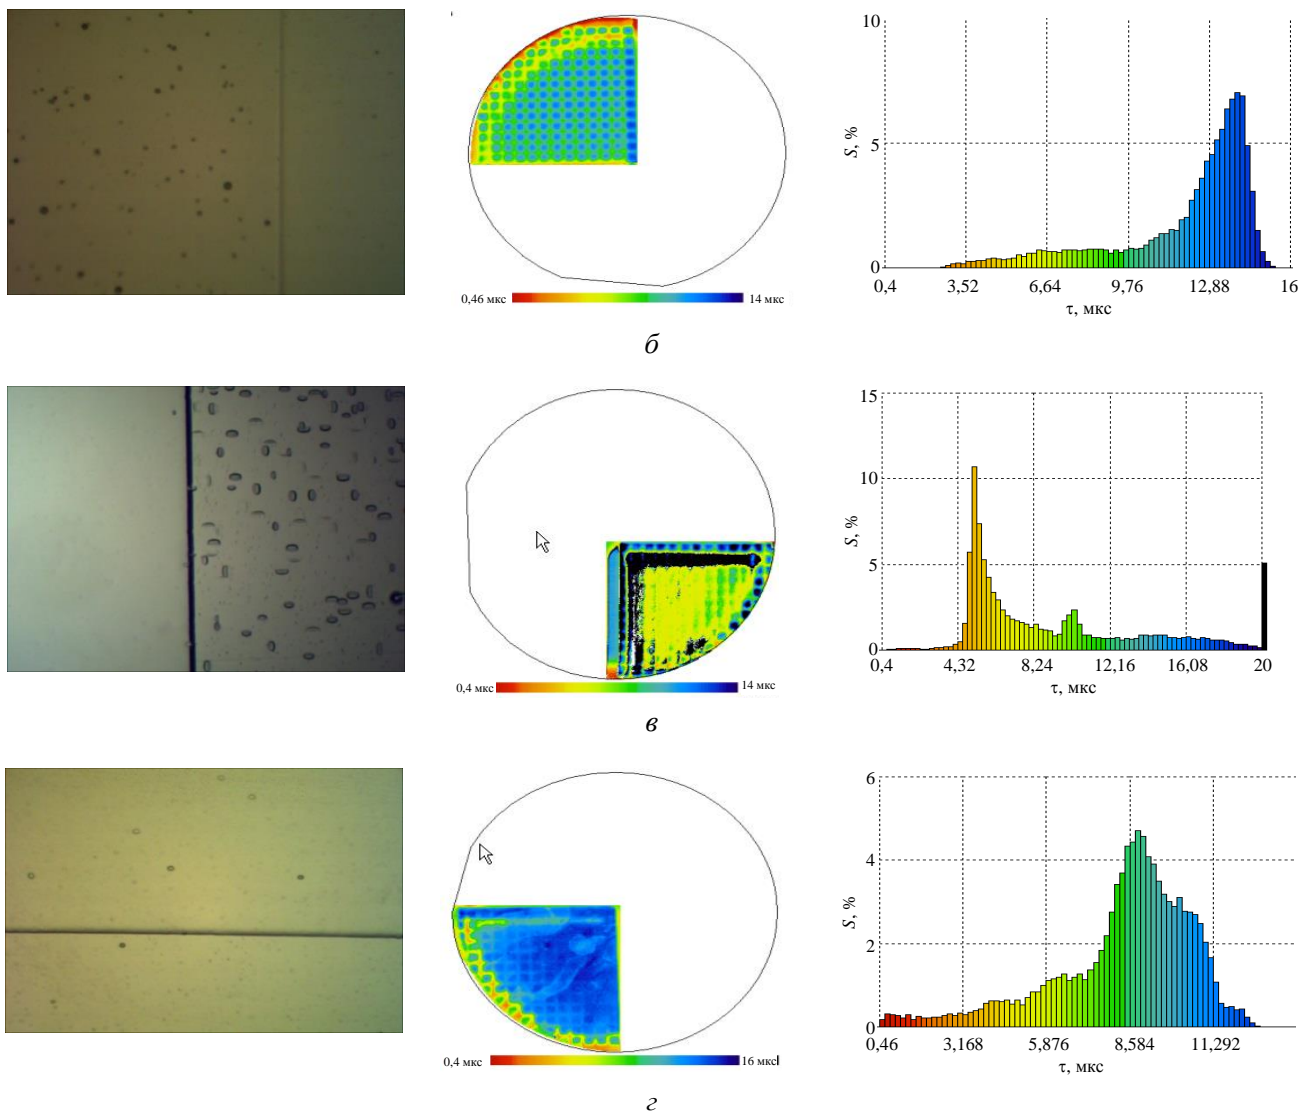 10
5
0
S, %
0,4 3,52 6,64 9,76 12,88 16
τ, мкс
0,46 мкс 14 мкс
б
15
10
5
0
S, %
0,4 4,32 8,24 12,16 16,08 20
τ, мкс
0,4 мкс 14 мкс
в
6
4
2
0
S, %
0,46 3,168 5,876 8,584 11,292
τ, мкс
0,4 мкс 16 мкс
г